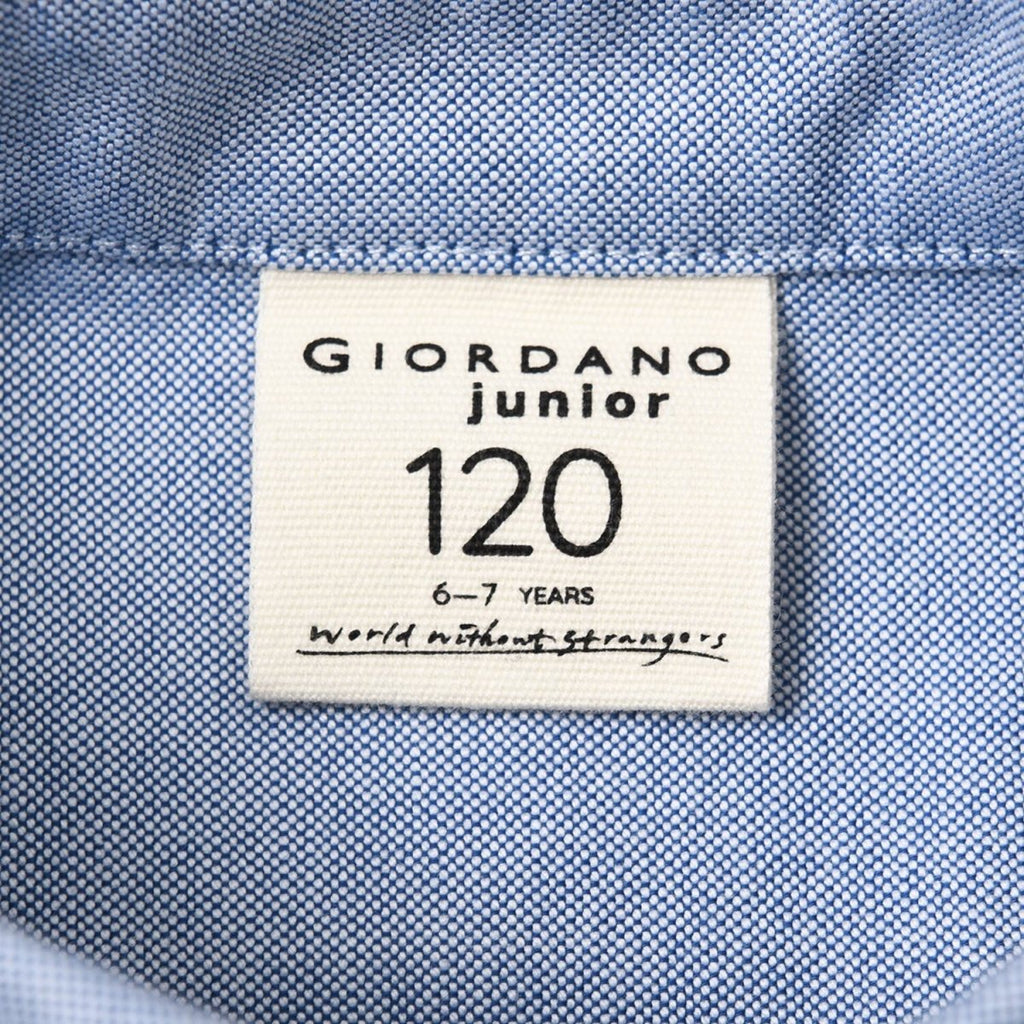 GIORDANO
junior
120
6–7 YEARS
World without strangers